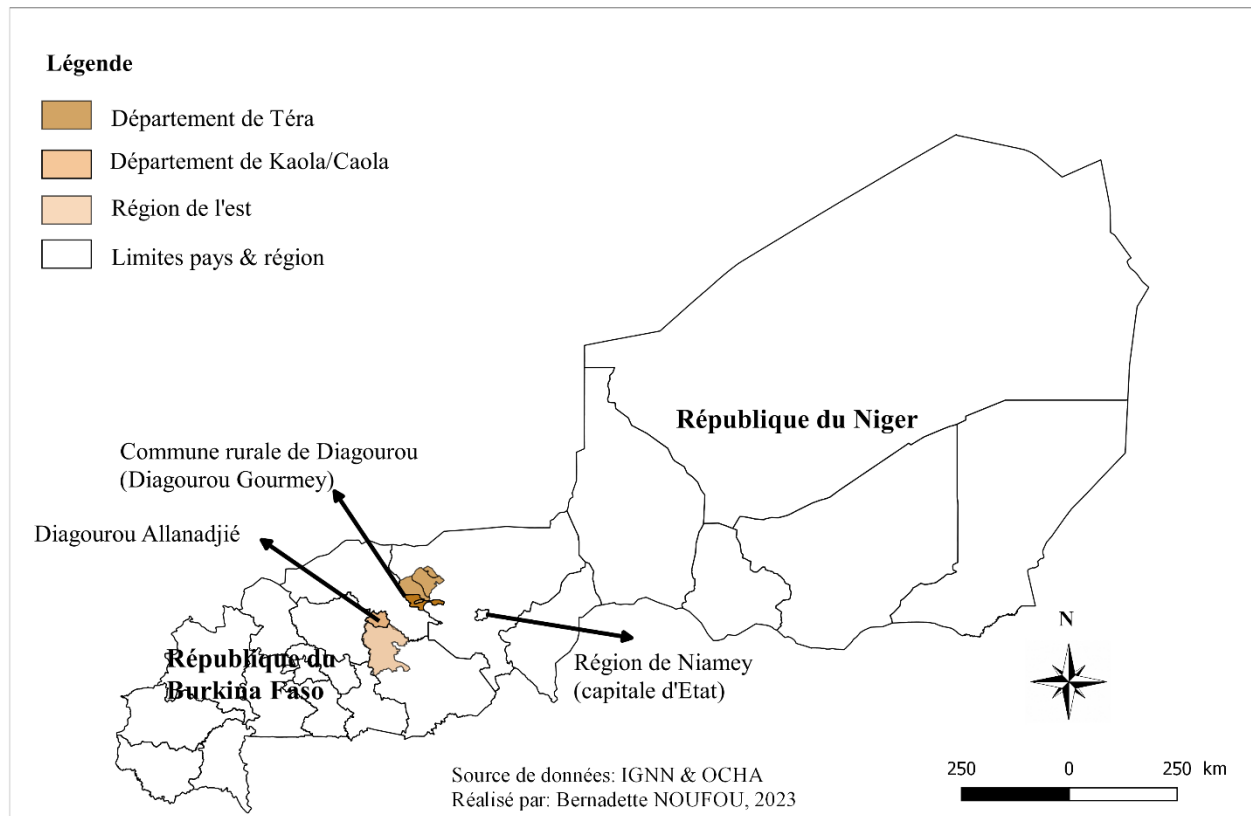 Légende
Département de Téra
Département de Kaola/Caola
Région de l'est
Limites pays & région
République du Niger
Commune rurale de Diagourou
(Diagourou Gourmey)
Diagourou Allanadjié
République du
Burkina Faso
Région de Niamey
(capitale d'Etat)
N
Source de données: IGNN & OCHA
Réalisé par: Bernadette NOUFOU, 2023
250 0 250 km